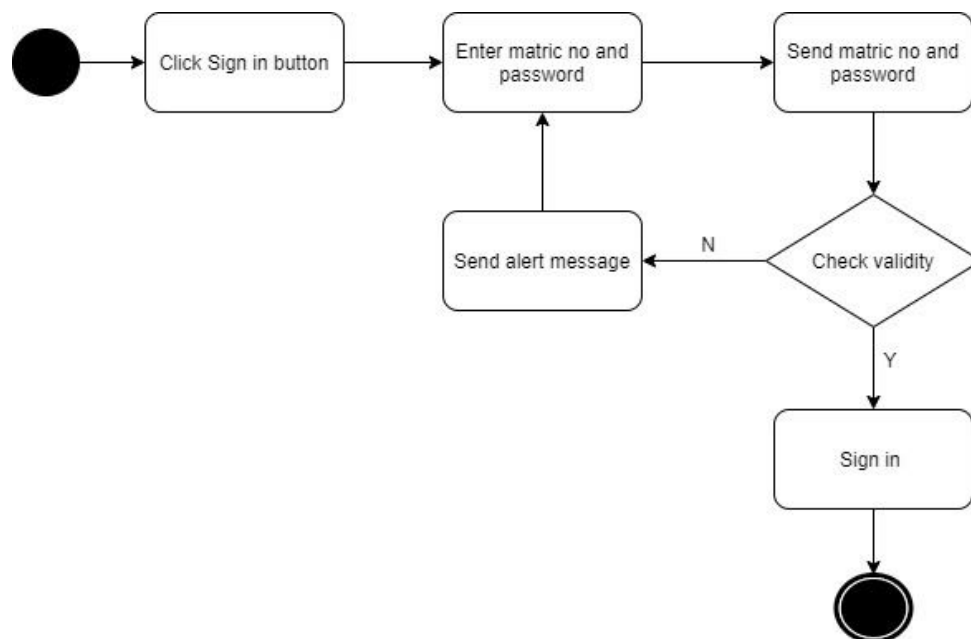 Click Sign in button
Enter matric no and
password
Send matric no and
password
Send alert message
N
Check validity
Y
Sign in